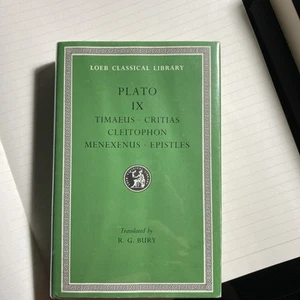 LOEB CLASSICAL LIBRARY
PLATO
IX
TIMAEUS · CRITIAS
CLEITOPHON
MENEXENUS · EPISTLES
Translated by
R. G. BURY